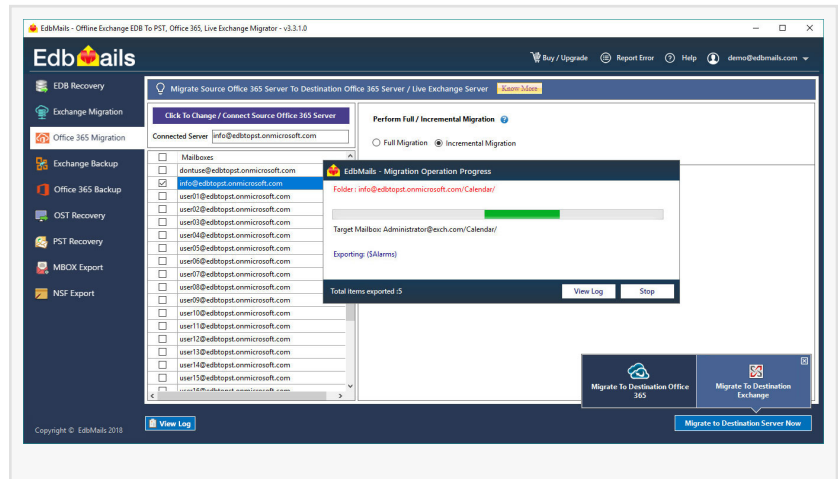 EdbMails - Offline Exchange EDB To PST, Office 365, Live Exchange Migrator - v3.3.1.0
EdbMails
Buy / Upgrade
Report Error
Help
demo@edbmails.com
EDB Recovery
Exchange Migration
Office 365 Migration
Exchange Backup
Office 365 Backup
OST Recovery
PST Recovery
MBOX Export
NSF Export
Copyright © EdbMails 2018
Migrate Source Office 365 Server To Destination Office 365 Server / Live Exchange Server
Know More
Click To Change / Connect Source Office 365 Server
Connected Server
info@edbtopst.onmicrosoft.com
Mailboxes
dontuse@edbtopst.onmicrosoft.com
info@edbtopst.onmicrosoft.com
user01@edbtopst.onmicrosoft.com
user02@edbtopst.onmicrosoft.com
user03@edbtopst.onmicrosoft.com
user04@edbtopst.onmicrosoft.com
user05@edbtopst.onmicrosoft.com
user06@edbtopst.onmicrosoft.com
user07@edbtopst.onmicrosoft.com
user08@edbtopst.onmicrosoft.com
user09@edbtopst.onmicrosoft.com
user10@edbtopst.onmicrosoft.com
user11@edbtopst.onmicrosoft.com
user12@edbtopst.onmicrosoft.com
user13@edbtopst.onmicrosoft.com
user14@edbtopst.onmicrosoft.com
user15@edbtopst.onmicrosoft.com
Perform Full / Incremental Migration
Full Migration
Incremental Migration
EdbMails - Migration Operation Progress
Folder : info@edbtopst.onmicrosoft.com/Calendar/
Target Mailbox: Administrator@exch.com/Calendar/
Exporting: ($Alarms)
Total items exported :5
View Log
Stop
Migrate To Destination Office
365
Migrate To Destination
Exchange
View Log
Migrate to Destination Server Now